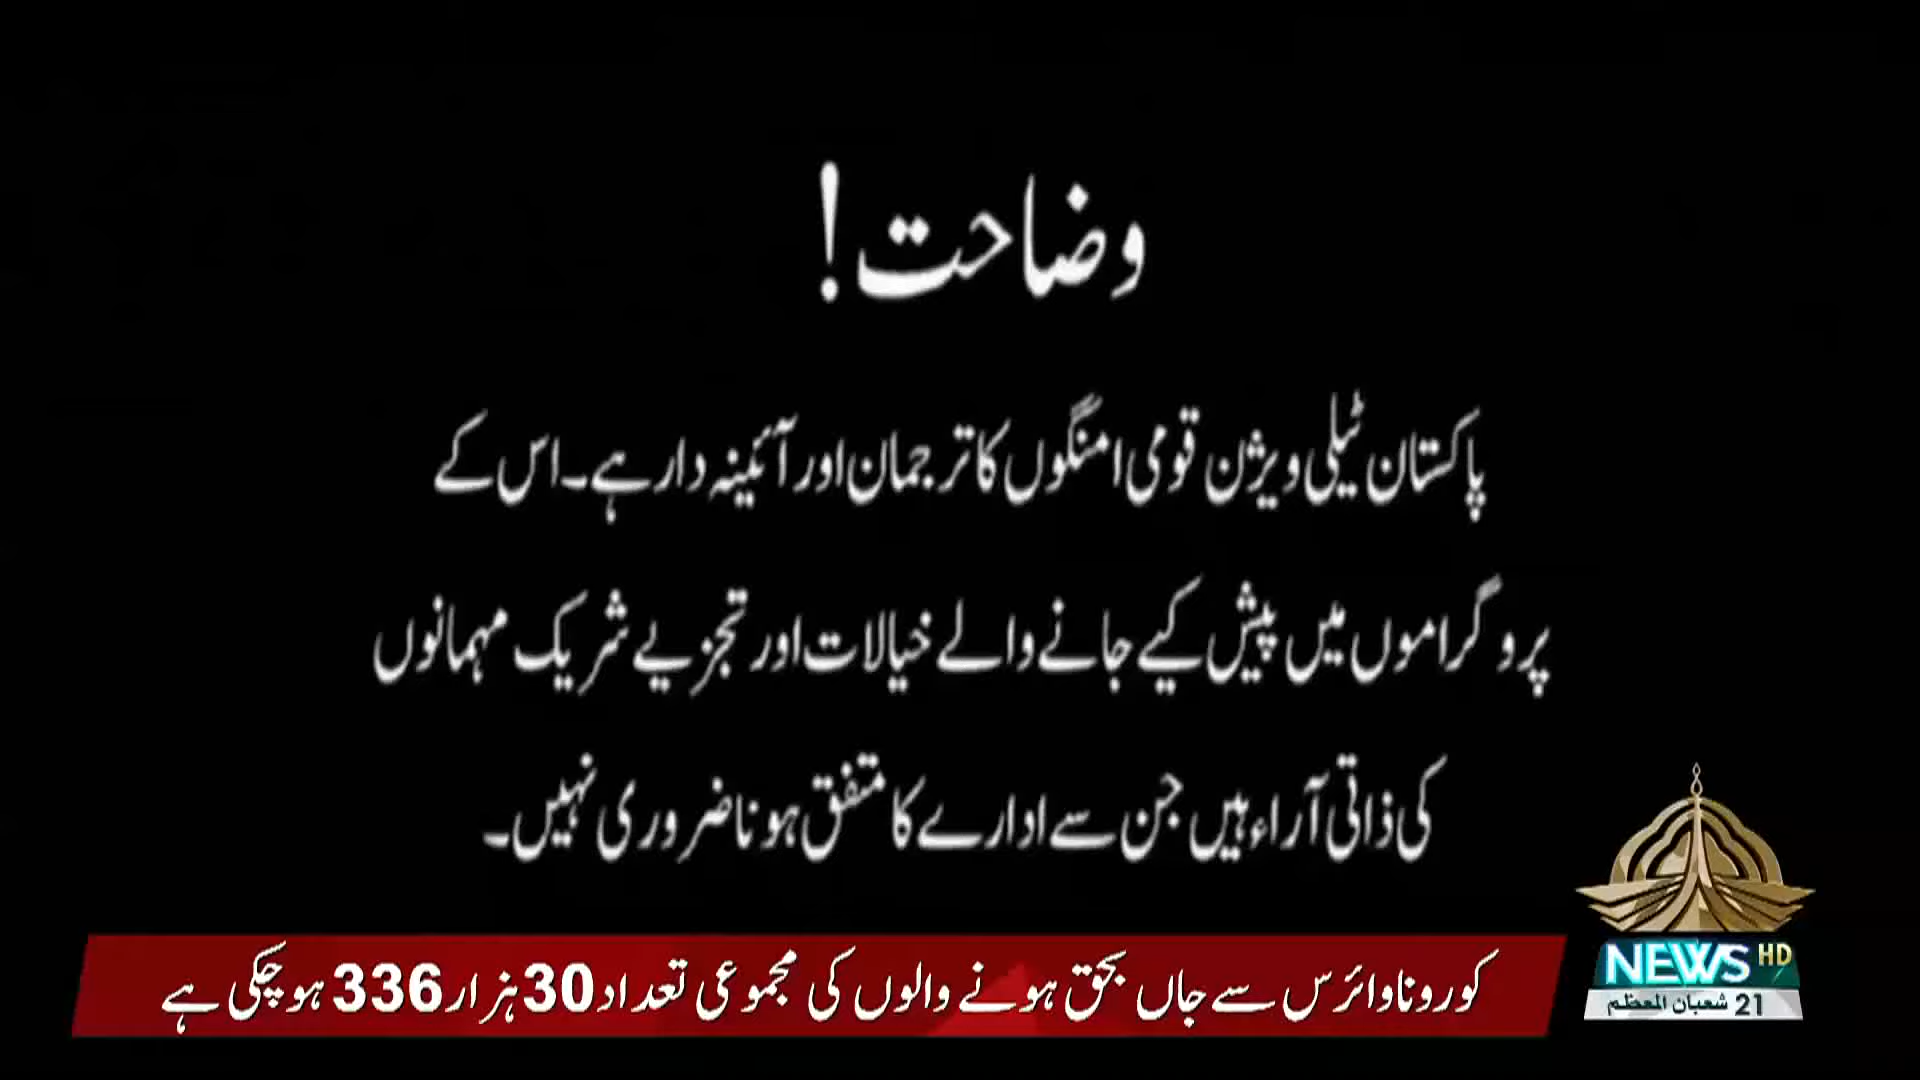 وضاحت!
پاکستان ٹیلی ویژن قومی امنگوں کا ترجمان اور آئینہ دار ہے۔ اس کے
پروگراموں میں پیش کیے جانے والے خیالات اور تجزیے شریک مہمانوں
کی ذاتی آراء ہیں جن سے ادارے کا متفق ہونا ضروری نہیں۔
NEWS HD
21 شعبان المعظم
کورونا وائرس سے جاں بحق ہونے والوں کی مجموعی تعداد 30 ہزار 336 ہو چکی ہے